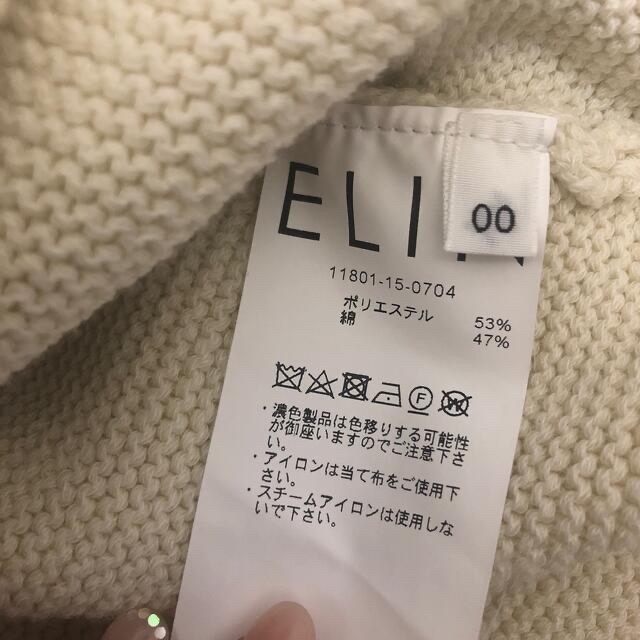 ELIN
00
11801-15-0704
ポリエステル 53%
綿 47%
・濃色製品は色移りする可能性
が御座いますのでご注意下さ
い。
・アイロンは当て布をご使用下
さい。
・スチームアイロンは使用しな
いで下さい。